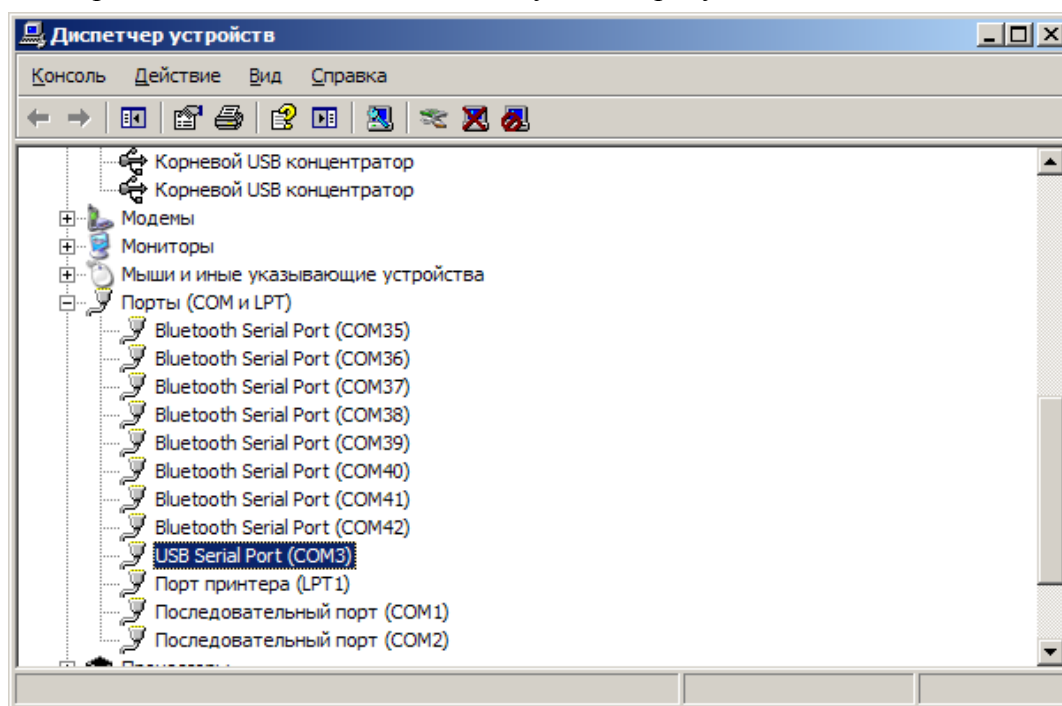 Диспетчер устройств
Консоль Действие Вид Справка
Корневой USB концентратор
Корневой USB концентратор
Модемы
Мониторы
Мыши и иные указывающие устройства
Порты (COM и LPT)
Bluetooth Serial Port (COM35)
Bluetooth Serial Port (COM36)
Bluetooth Serial Port (COM37)
Bluetooth Serial Port (COM38)
Bluetooth Serial Port (COM39)
Bluetooth Serial Port (COM40)
Bluetooth Serial Port (COM41)
Bluetooth Serial Port (COM42)
USB Serial Port (COM3)
Порт принтера (LPT1)
Последовательный порт (COM1)
Последовательный порт (COM2)